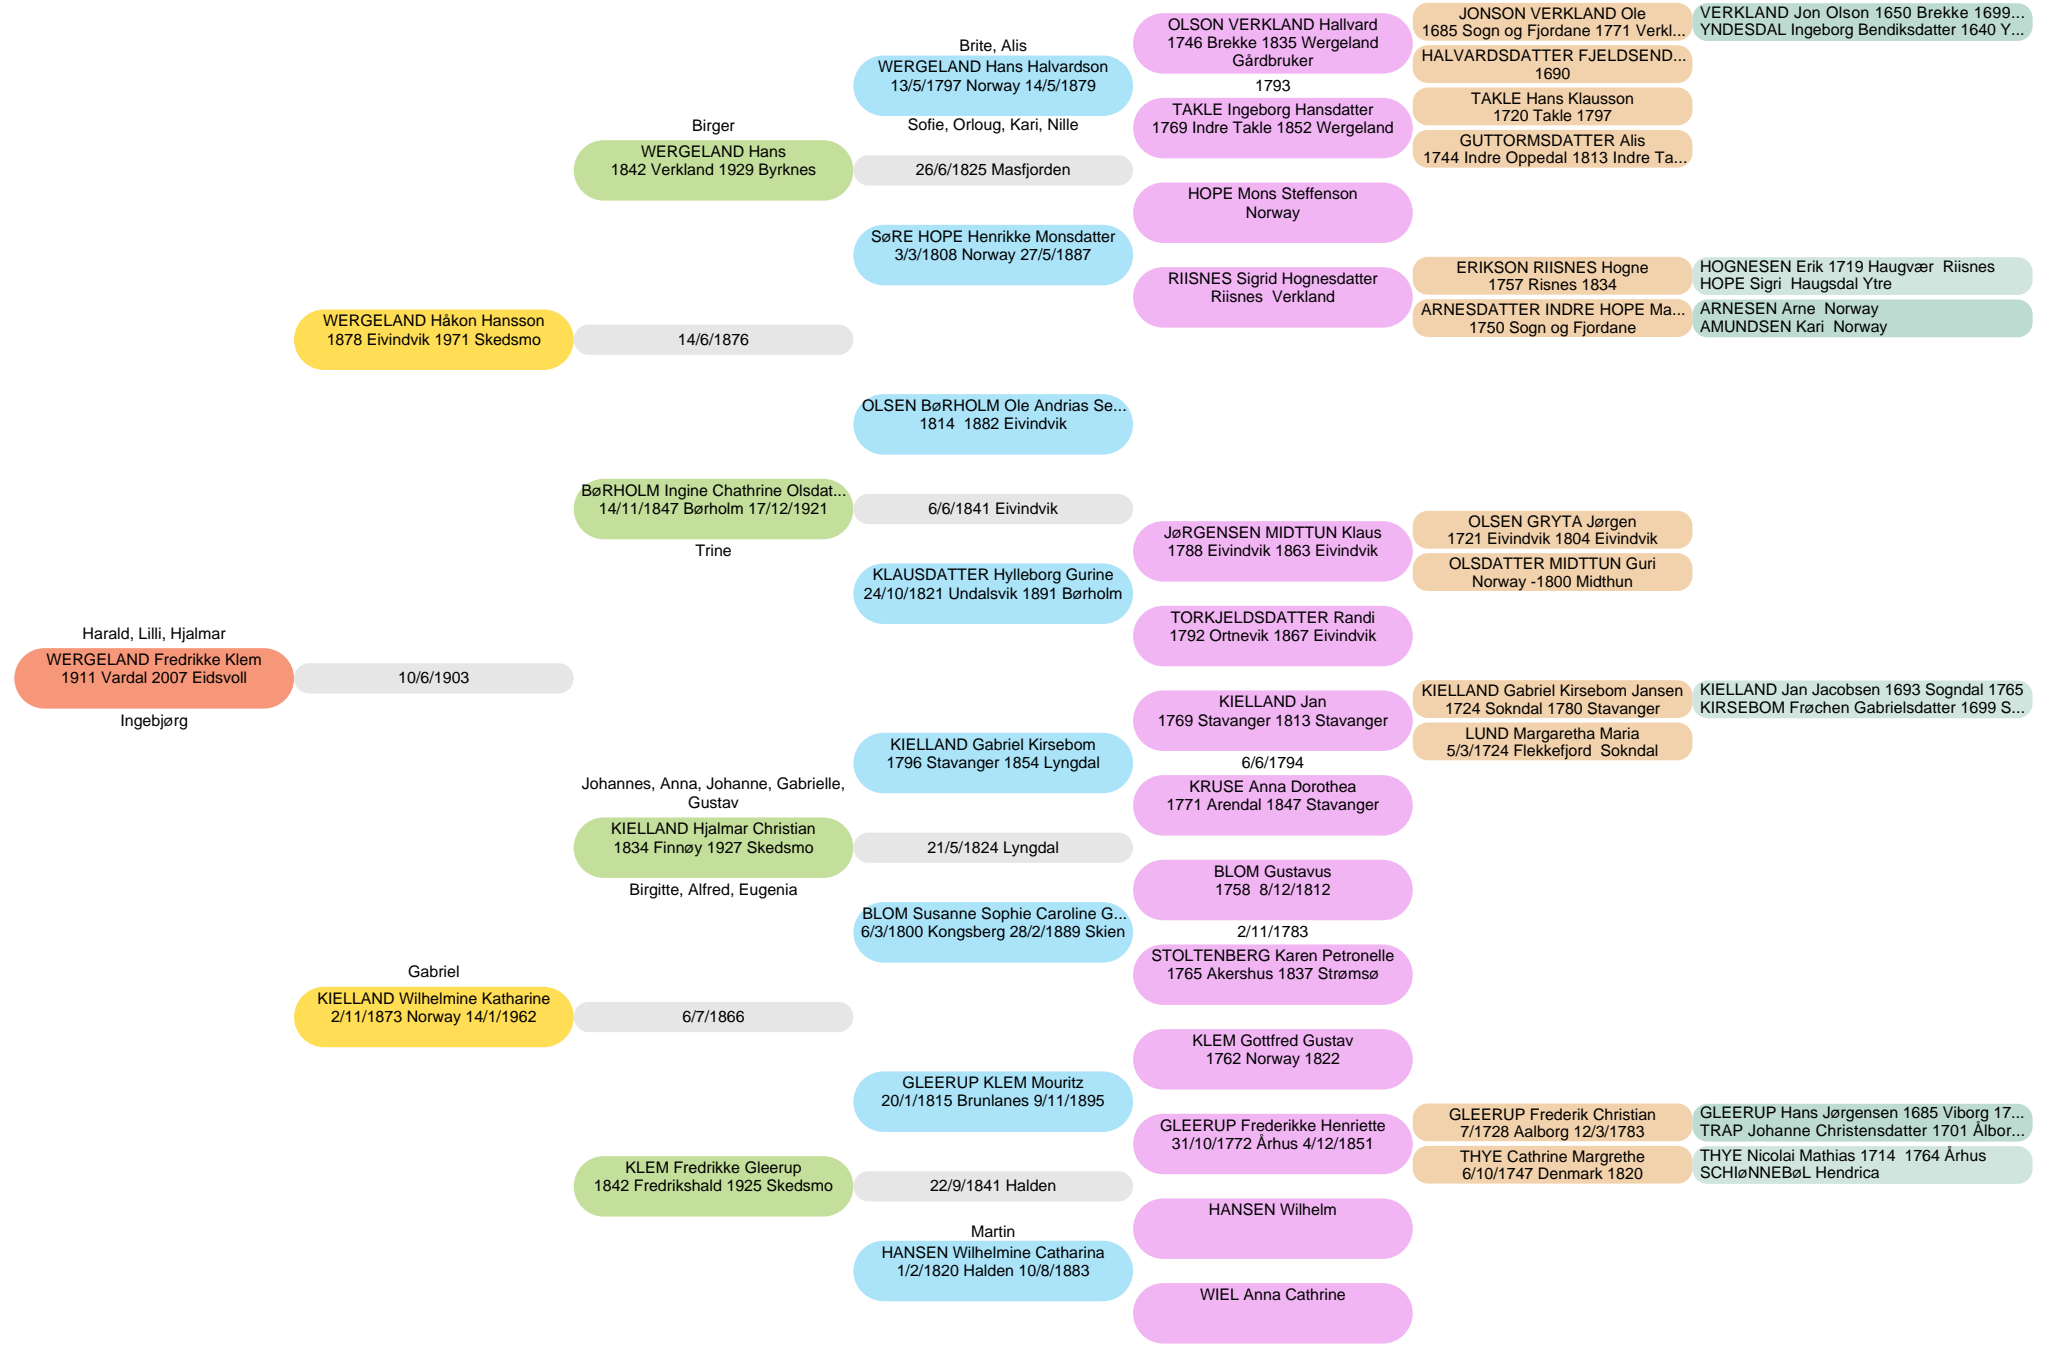 Harald, Lilli, Hjalmar
WERGELAND Fredrikke Klem
1911 Vardal 2007 Eidsvoll
Ingebjørg
WERGELAND Håkon Hansson
1878 Eivindvik 1971 Skedsmo
10/6/1903
Gabriel
KIELLAND Wilhelmine Katharine
2/11/1873 Norway 14/1/1962
Birger
WERGELAND Hans
1842 Verkland 1929 Byrknes
14/6/1876
BøRHOLM Ingine Chathrine Olsdat...
14/11/1847 Børholm 17/12/1921
Trine
Johannes, Anna, Johanne, Gabrielle,
Gustav
KIELLAND Hjalmar Christian
1834 Finnøy 1927 Skedsmo
Birgitte, Alfred, Eugenia
6/7/1866
KLEM Fredrikke Gleerup
1842 Fredrikshald 1925 Skedsmo
Brite, Alis
WERGELAND Hans Halvardson
13/5/1797 Norway 14/5/1879
Sofie, Orloug, Kari, Nille
26/6/1825 Masfjorden
SøRE HOPE Henrikke Monsdatter
3/3/1808 Norway 27/5/1887
OLSEN BøRHOLM Ole Andrias Se...
1814  1882 Eivindvik
6/6/1841 Eivindvik
KLAUSDATTER Hylleborg Gurine
24/10/1821 Undalsvik 1891 Børholm
KIELLAND Gabriel Kirsebom
1796 Stavanger 1854 Lyngdal
21/5/1824 Lyngdal
BLOM Susanne Sophie Caroline G...
6/3/1800 Kongsberg 28/2/1889 Skien
GLEERUP KLEM Mouritz
20/1/1815 Brunlanes 9/11/1895
22/9/1841 Halden
Martin
HANSEN Wilhelmine Catharina
1/2/1820 Halden 10/8/1883
OLSON VERKLAND Hallvard
1746 Brekke 1835 Wergeland
Gårdbruker
1793
TAKLE Ingeborg Hansdatter
1769 Indre Takle 1852 Wergeland
HOPE Mons Steffenson
Norway
RIISNES Sigrid Hognesdatter
Riisnes  Verkland
JøRGENSEN MIDTTUN Klaus
1788 Eivindvik 1863 Eivindvik
TORKJELDSDATTER Randi
1792 Ortnevik 1867 Eivindvik
KIELLAND Jan
1769 Stavanger 1813 Stavanger
6/6/1794
KRUSE Anna Dorothea
1771 Arendal 1847 Stavanger
BLOM Gustavus
1758  8/12/1812
2/11/1783
STOLTENBERG Karen Petronelle
1765 Akershus 1837 Strømsø
KLEM Gottfred Gustav
1762 Norway 1822
GLEERUP Frederikke Henriette
31/10/1772 Århus 4/12/1851
HANSEN Wilhelm
WIEL Anna Cathrine
JONSON VERKLAND Ole
1685 Sogn og Fjordane 1771 Verkl...
HALVARDSDATTER FJELDSEND...
1690
TAKLE Hans Klausson
1720 Takle 1797
GUTTORMSDATTER Alis
1744 Indre Oppedal 1813 Indre Ta...
ERIKSON RIISNES Hogne
1757 Risnes 1834
ARNESDATTER INDRE HOPE Ma...
1750 Sogn og Fjordane
OLSEN GRYTA Jørgen
1721 Eivindvik 1804 Eivindvik
OLSDATTER MIDTTUN Guri
Norway -1800 Midthun
KIELLAND Gabriel Kirsebom Jansen
1724 Sokndal 1780 Stavanger
LUND Margaretha Maria
5/3/1724 Flekkefjord  Sokndal
GLEERUP Frederik Christian
7/1728 Aalborg 12/3/1783
THYE Cathrine Margrethe
6/10/1747 Denmark 1820
VERKLAND Jon Olson 1650 Brekke 1699...
YNDESDAL Ingeborg Bendiksdatter 1640 Y...
HOGNESEN Erik 1719 Haugvær  Riisnes
HOPE Sigri  Haugsdal Ytre
ARNESEN Arne  Norway
AMUNDSEN Kari  Norway
KIELLAND Jan Jacobsen 1693 Sogndal 1765
KIRSEBOM Frøchen Gabrielsdatter 1699 S...
GLEERUP Hans Jørgensen 1685 Viborg 17...
TRAP Johanne Christensdatter 1701 Ålbor...
THYE Nicolai Mathias 1714  1764 Århus
SCHIøNNEBøL Hendrica